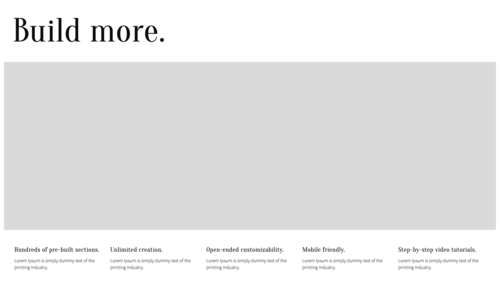 Build more.
Hundreds of pre-built sections.
Lorem Ipsum is simply dummy text of the
printing industry.
Unlimited creation.
Lorem Ipsum is simply dummy text of the
printing industry.
Open-ended customizability.
Lorem Ipsum is simply dummy text of the
printing industry.
Mobile friendly.
Lorem Ipsum is simply dummy text of the
printing industry.
Step-by-step video tutorials.
Lorem Ipsum is simply dummy text of the
printing industry.